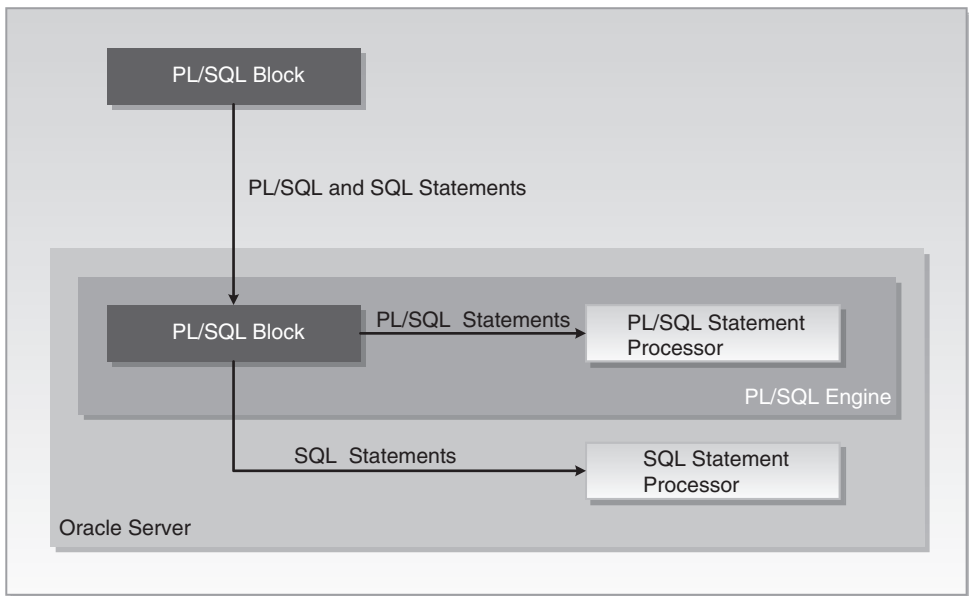 PL/SQL Block
PL/SQL and SQL Statements
PL/SQL Block
PL/SQL Statements
PL/SQL Statement
Processor
PL/SQL Engine
SQL Statements
SQL Statement
Processor
Oracle Server